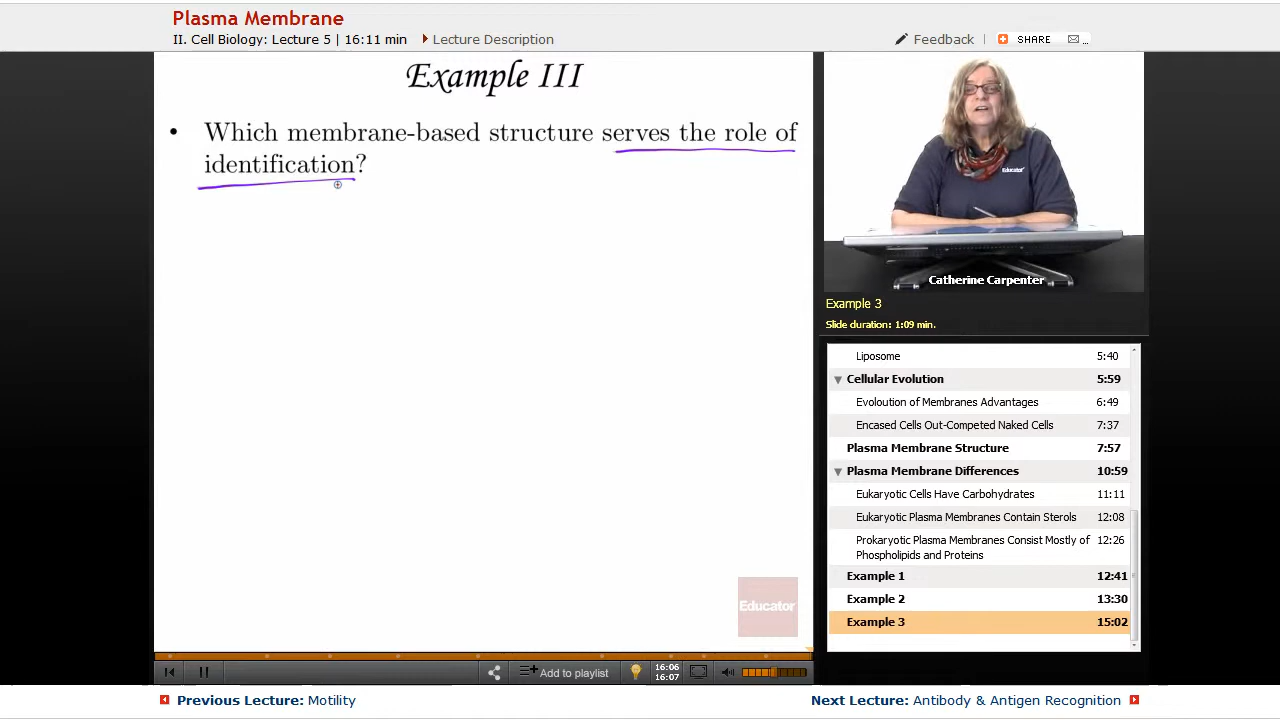 Plasma Membrane
II. Cell Biology: Lecture 5 | 16:11 min Lecture Description
Feedback SHARE ...
Example III
• Which membrane-based structure serves the role of
identification?
Educator
Educator
Catherine Carpenter
Example 3
Slide duration: 1:09 min.
Liposome 5:40
Cellular Evolution 5:59
Evoloution of Membranes Advantages 6:49
Encased Cells Out-Competed Naked Cells 7:37
Plasma Membrane Structure 7:57
Plasma Membrane Differences 10:59
Eukaryotic Cells Have Carbohydrates 11:11
Eukaryotic Plasma Membranes Contain Sterols 12:08
Prokaryotic Plasma Membranes Consist Mostly of 12:26
Phospholipids and Proteins
Example 1 12:41
Example 2 13:30
Example 3 15:02
Add to playlist
16:06
16:07
Previous Lecture: Motility
Next Lecture: Antibody & Antigen Recognition